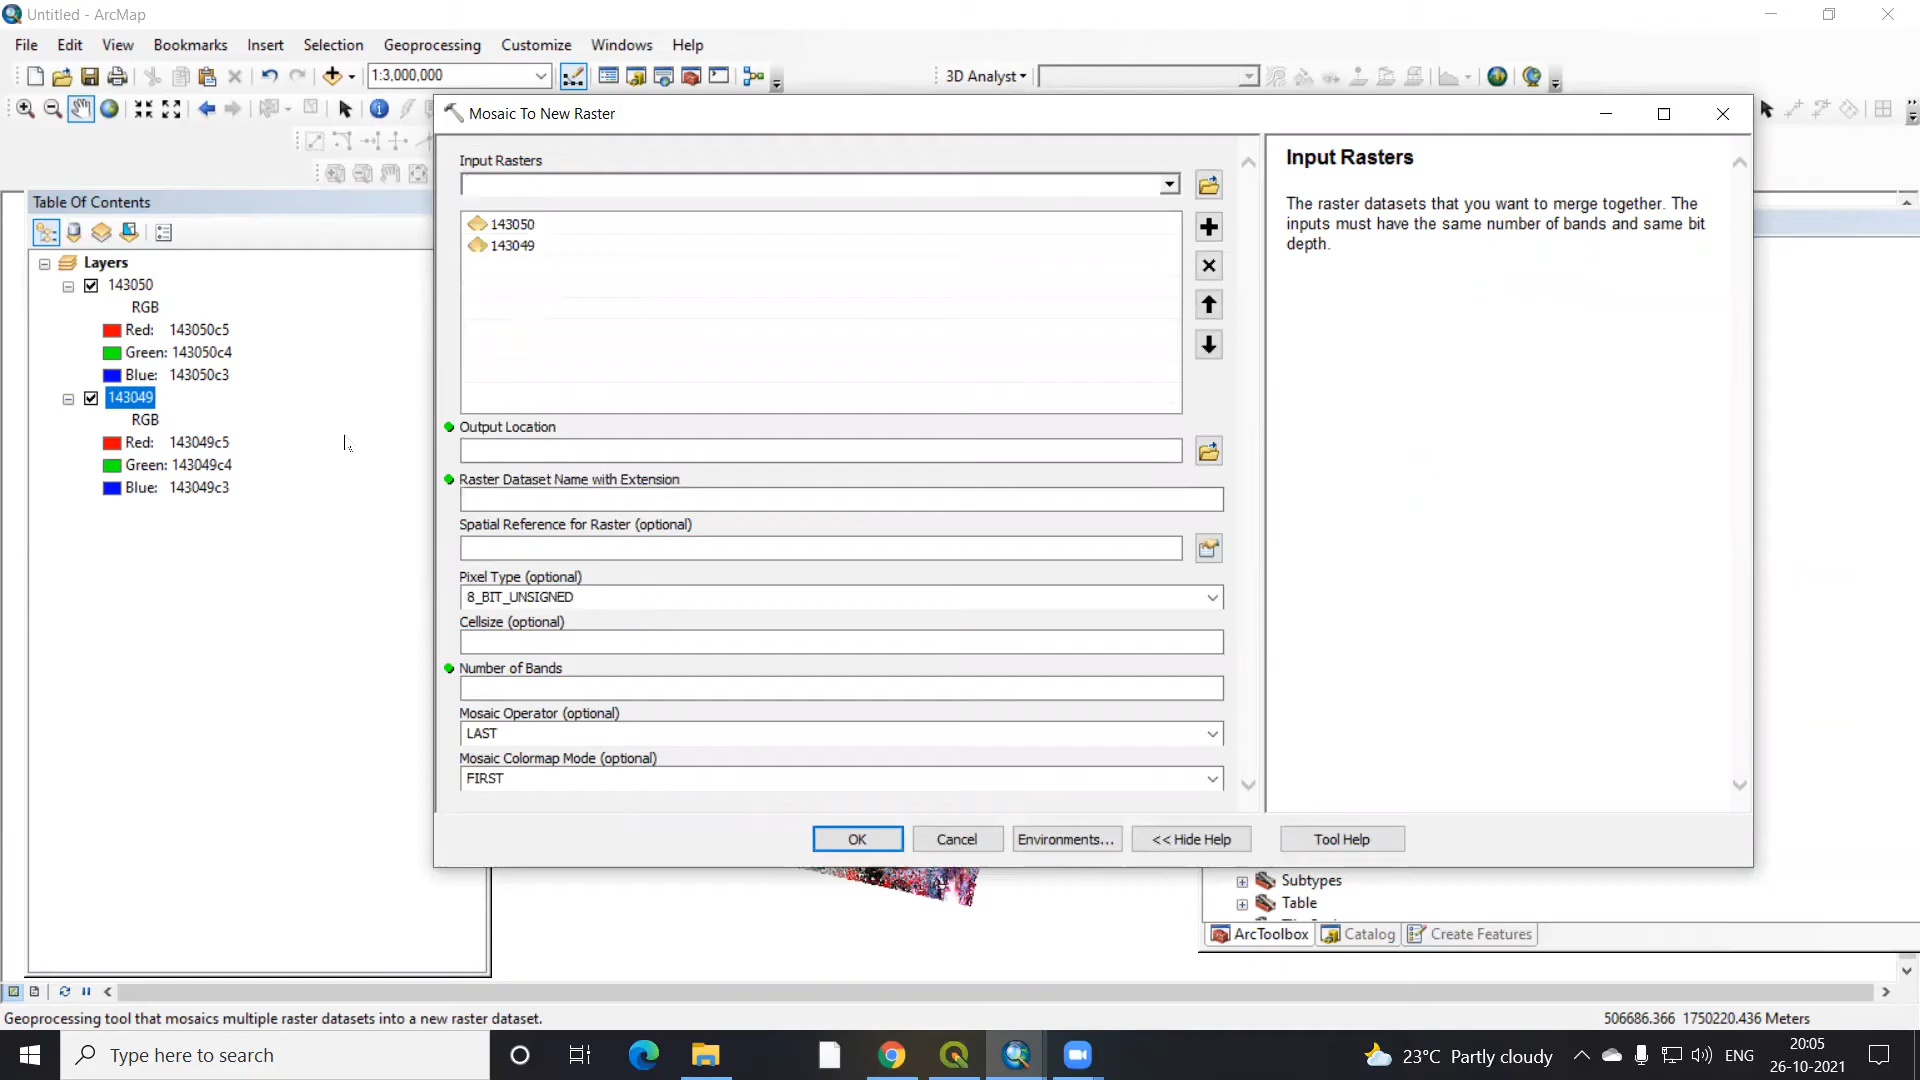 Untitled - ArcMap
File Edit View Bookmarks Insert Selection Geoprocessing Customize Windows Help
1:3,000,000
3D Analyst
Mosaic To New Raster
Table Of Contents
Layers
143050
RGB
Red: 143050c5
Green: 143050c4
Blue: 143050c3
143049
RGB
Red: 143049c5
Green: 143049c4
Blue: 143049c3
Input Rasters
143050
143049
Output Location
Raster Dataset Name with Extension
Spatial Reference for Raster (optional)
Pixel Type (optional)
8_BIT_UNSIGNED
Cellsize (optional)
Number of Bands
Mosaic Operator (optional)
LAST
Mosaic Colormap Mode (optional)
FIRST
OK Cancel Environments... << Hide Help Tool Help
Input Rasters
The raster datasets that you want to merge together. The
inputs must have the same number of bands and same bit
depth.
Subtypes
Table
ArcToolbox Catalog Create Features
Geoprocessing tool that mosaics multiple raster datasets into a new raster dataset.
506686.366 1750220.436 Meters
Type here to search
23°C Partly cloudy
ENG
20:05
26-10-2021